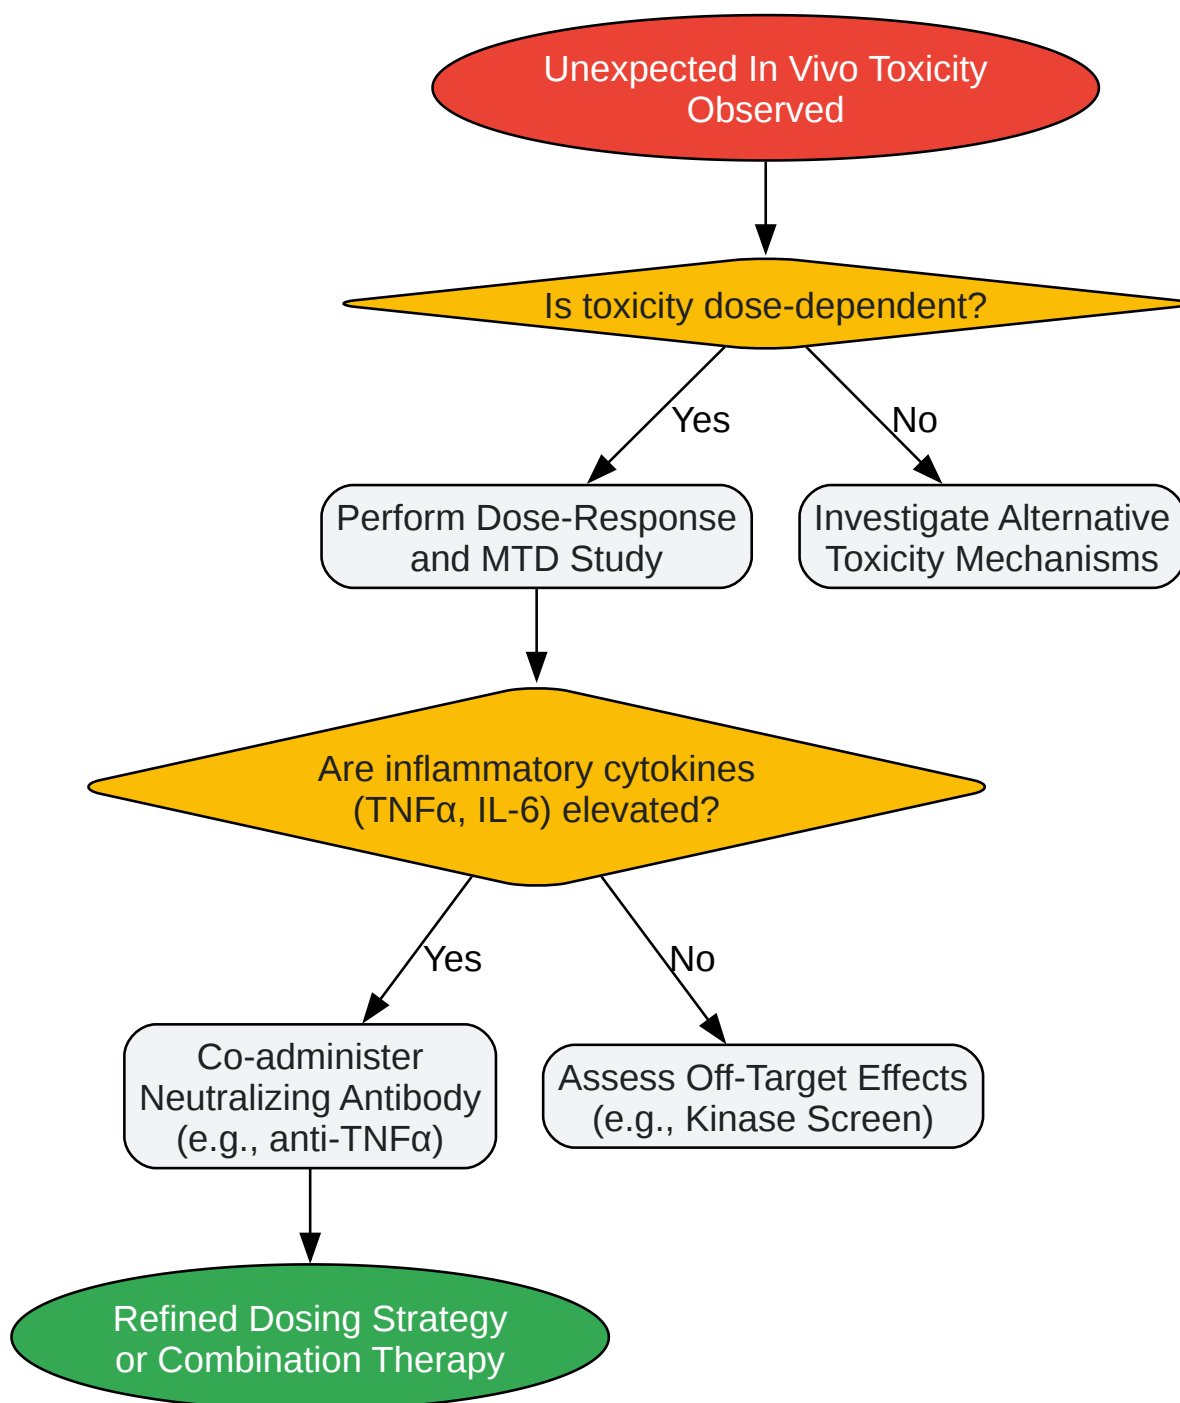 Unexpected In Vivo Toxicity
Observed
Is toxicity dose-dependent?
Yes
No
Perform Dose-Response
and MTD Study
Investigate Alternative
Toxicity Mechanisms
Are inflammatory cytokines
(TNFα, IL-6) elevated?
Yes
No
Co-administer
Neutralizing Antibody
(e.g., anti-TNFα)
Assess Off-Target Effects
(e.g., Kinase Screen)
Refined Dosing Strategy
or Combination Therapy